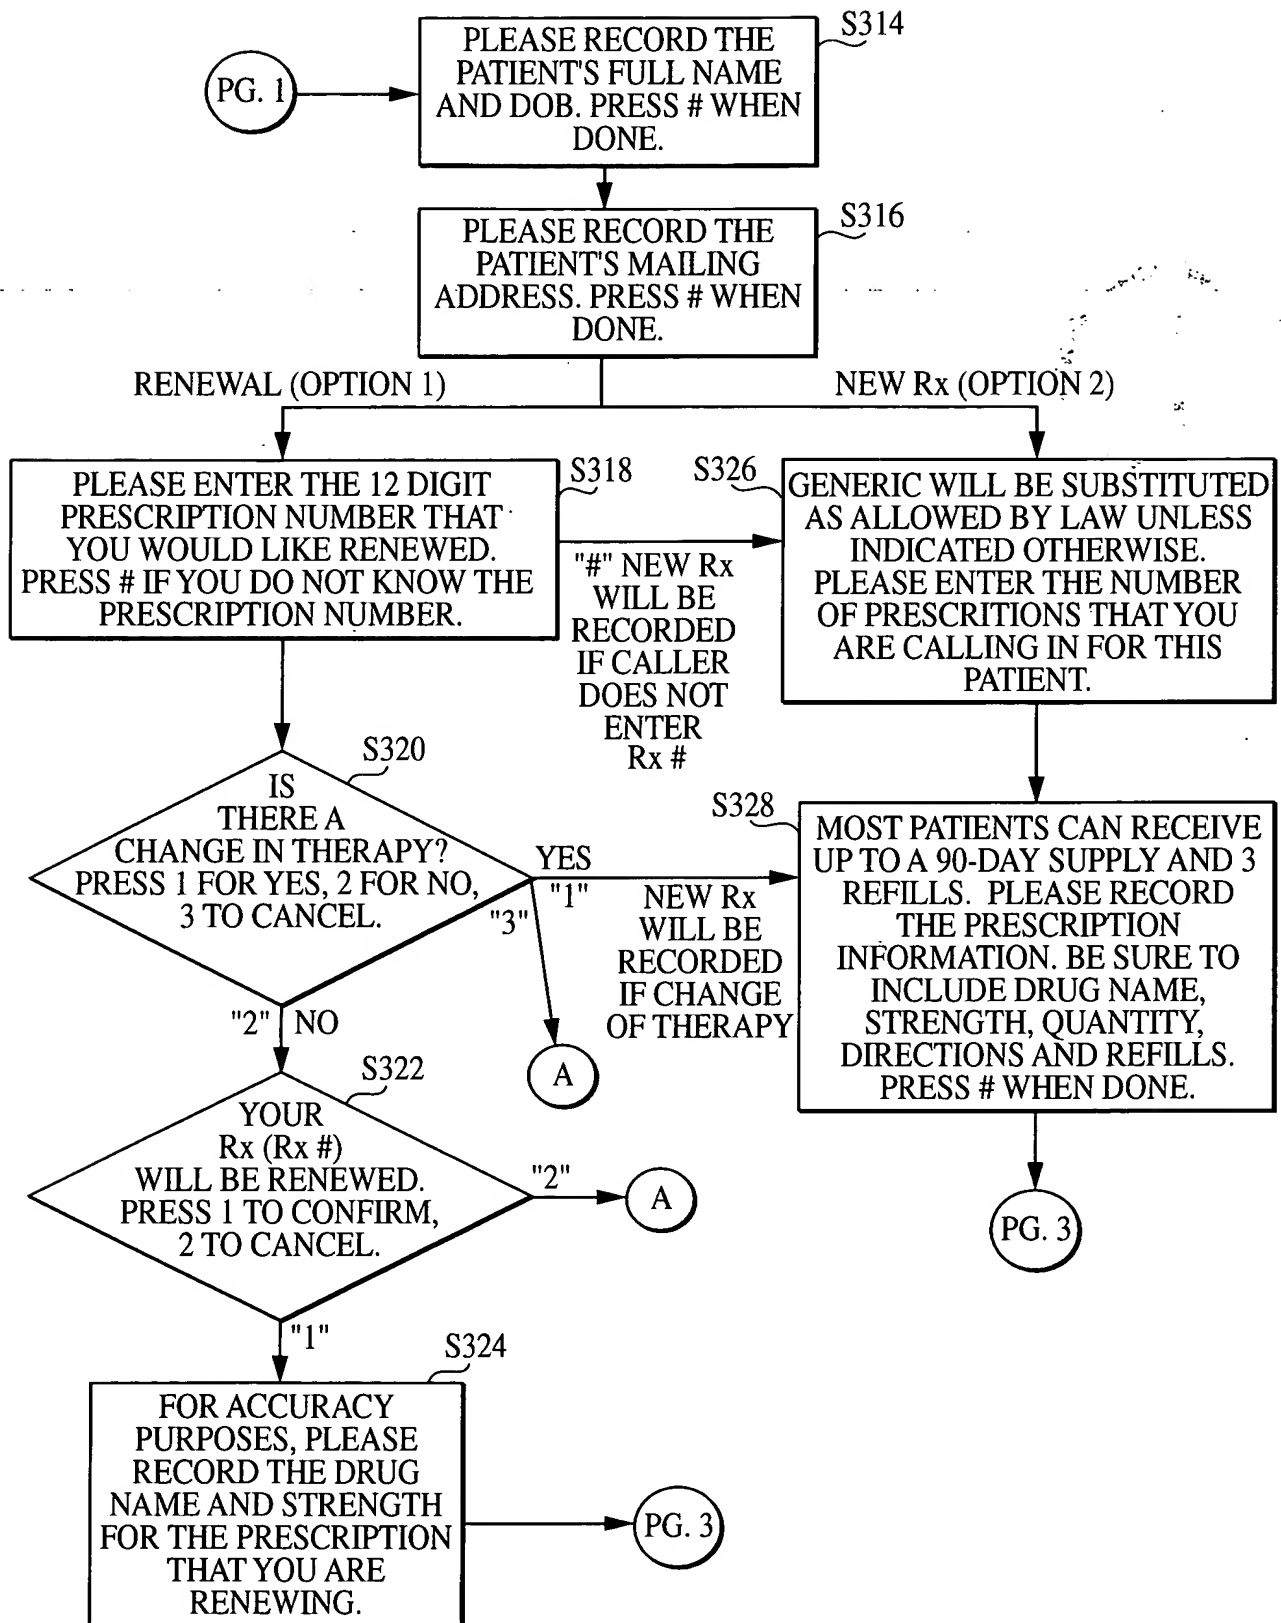 S314
PLEASE RECORD THE
PATIENT'S FULL NAME
AND DOB. PRESS # WHEN
DONE.
PG. 1
S316
PLEASE RECORD THE
PATIENT'S MAILING
ADDRESS. PRESS # WHEN
DONE.
RENEWAL (OPTION 1)
NEW Rx (OPTION 2)
S318
PLEASE ENTER THE 12 DIGIT
PRESCRIPTION NUMBER THAT
YOU WOULD LIKE RENEWED.
PRESS # IF YOU DO NOT KNOW THE
PRESCRIPTION NUMBER.
"#" NEW Rx
WILL BE
RECORDED
IF CALLER
DOES NOT
ENTER
Rx #
S326
GENERIC WILL BE SUBSTITUTED
AS ALLOWED BY LAW UNLESS
INDICATED OTHERWISE.
PLEASE ENTER THE NUMBER
OF PRESCRITIONS THAT YOU
ARE CALLING IN FOR THIS
PATIENT.
S320
IS
THERE A
CHANGE IN THERAPY?
PRESS 1 FOR YES, 2 FOR NO,
3 TO CANCEL.
YES
"1"
"3"
NEW Rx
WILL BE
RECORDED
IF CHANGE
OF THERAPY
S328
MOST PATIENTS CAN RECEIVE
UP TO A 90-DAY SUPPLY AND 3
REFILLS. PLEASE RECORD
THE PRESCRIPTION
INFORMATION. BE SURE TO
INCLUDE DRUG NAME,
STRENGTH, QUANTITY,
DIRECTIONS AND REFILLS.
PRESS # WHEN DONE.
"2" NO
A
S322
YOUR
Rx (Rx #)
WILL BE RENEWED.
PRESS 1 TO CONFIRM,
2 TO CANCEL.
"2"
A
PG. 3
"1"
S324
FOR ACCURACY
PURPOSES, PLEASE
RECORD THE DRUG
NAME AND STRENGTH
FOR THE PRESCRIPTION
THAT YOU ARE
RENEWING.
PG. 3